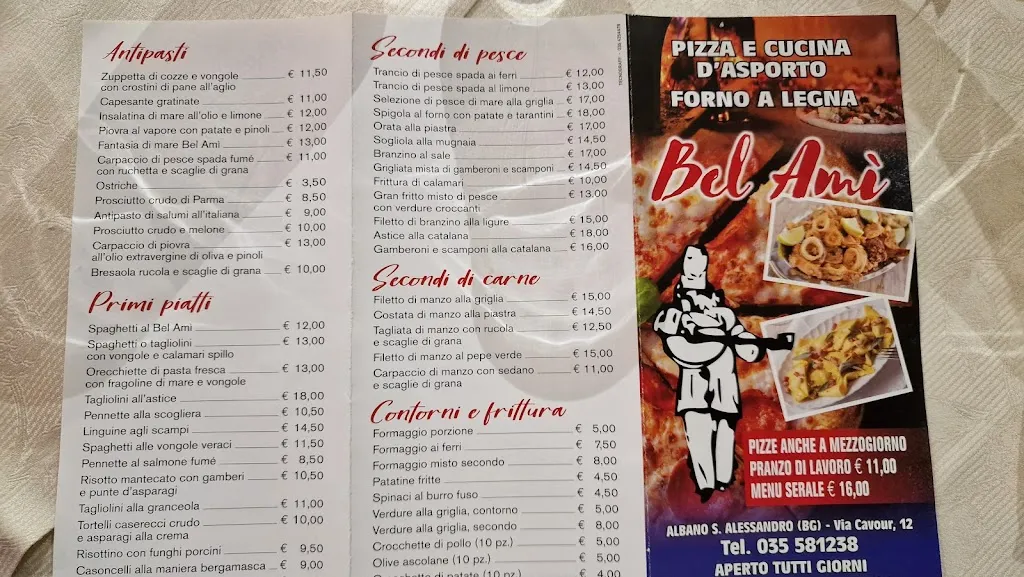 Antipasti
Zuppetta di cozze e vongole € 11,50
con crostini di pane all'aglio
Capesante gratinate € 11,00
Insalatina di mare all'olio e limone € 12,00
Piovra al vapore con patate e pinoli € 12,00
Fantasia di mare Bel Ami € 13,00
Carpaccio di pesce spada fumé € 11,00
con ruchetta e scaglie di grana
Ostriche € 3,50
Prosciutto crudo di Parma € 8,50
Antipasto di salumi all'italiana € 9,00
Prosciutto crudo e melone € 10,00
Carpaccio di piovra € 13,00
all'olio extravergine di oliva e pinoli
Bresaola rucola e scaglie di grana € 10,00
Primi piatti
Spaghetti al Bel Ami € 12,00
Spaghetti o tagliolini € 13,00
con vongole e calamari spillo
Orecchiette di pasta fresca € 13,00
con fragoline di mare e vongole
Tagliolini all'astice € 18,00
Pennette alla scogliera € 10,50
Linguine agli scampi € 14,50
Spaghetti alle vongole veraci € 11,50
Pennette al salmone fumé € 8,50
Risotto mantecato con gamberi € 10,50
e punte d'asparagi
Tagliolini alla granceola € 11,00
Tortelli caserecci crudo € 10,00
e asparagi alla crema
Risottino con funghi porcini € 9,50
Casoncelli alla maniera bergamasca € 9,00
Secondi di pesce
Trancio di pesce spada ai ferri € 12,00
Trancio di pesce spada al limone € 13,00
Selezione di pesce di mare alla griglia € 17,00
Spigola al forno con patate e tarantini € 18,00
Orata alla piastra € 17,00
Sogliola alla mugnaia € 14,50
Branzino al sale € 17,00
Grigliata mista di gamberoni e scamponi € 14,50
Frittura di calamari € 10,00
Gran fritto misto di pesce € 13,00
con verdure croccanti
Filetto di branzino alla ligure € 15,00
Astice alla catalana € 18,00
Gamberoni e scamponi alla catalana € 16,00
Secondi di carne
Filetto di manzo alla griglia € 15,00
Costata di manzo alla piastra € 14,50
Tagliata di manzo con rucola € 12,50
e scaglie di grana
Filetto di manzo al pepe verde € 15,00
Carpaccio di manzo con sedano € 11,00
e scaglie di grana
Contorni e frittura
Formaggio porzione € 5,00
Formaggio ai ferri € 7,50
Formaggio misto secondo € 8,00
Patatine fritte € 4,50
Spinaci al burro fuso € 4,50
Verdure alla griglia, contorno € 5,00
Verdure alla griglia, secondo € 8,00
Crocchette di pollo (10 pz.) € 5,00
Olive ascolane (10 pz.) € 5,00
Crocchette di patate (10 pz.) € 4,00
PIZZA E CUCINA
D'ASPORTO
FORNO A LEGNA
Bel Amì
PIZZE ANCHE A MEZZOGIORNO
PRANZO DI LAVORO € 11,00
MENU SERALE € 16,00
ALBANO S. ALESSANDRO (BG) - Via Cavour, 12
Tel. 035 581238
APERTO TUTTI GIORNI